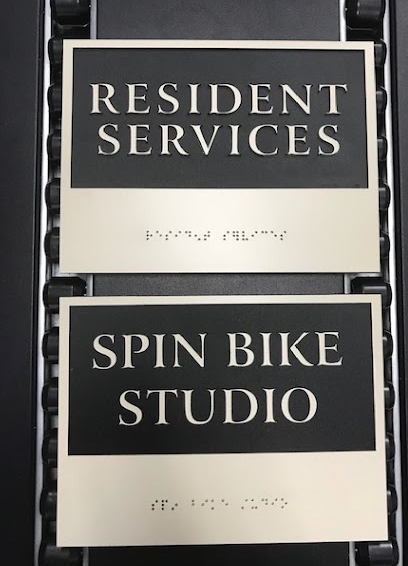 RESIDENT
SERVICES
SPIN BIKE
STUDIO